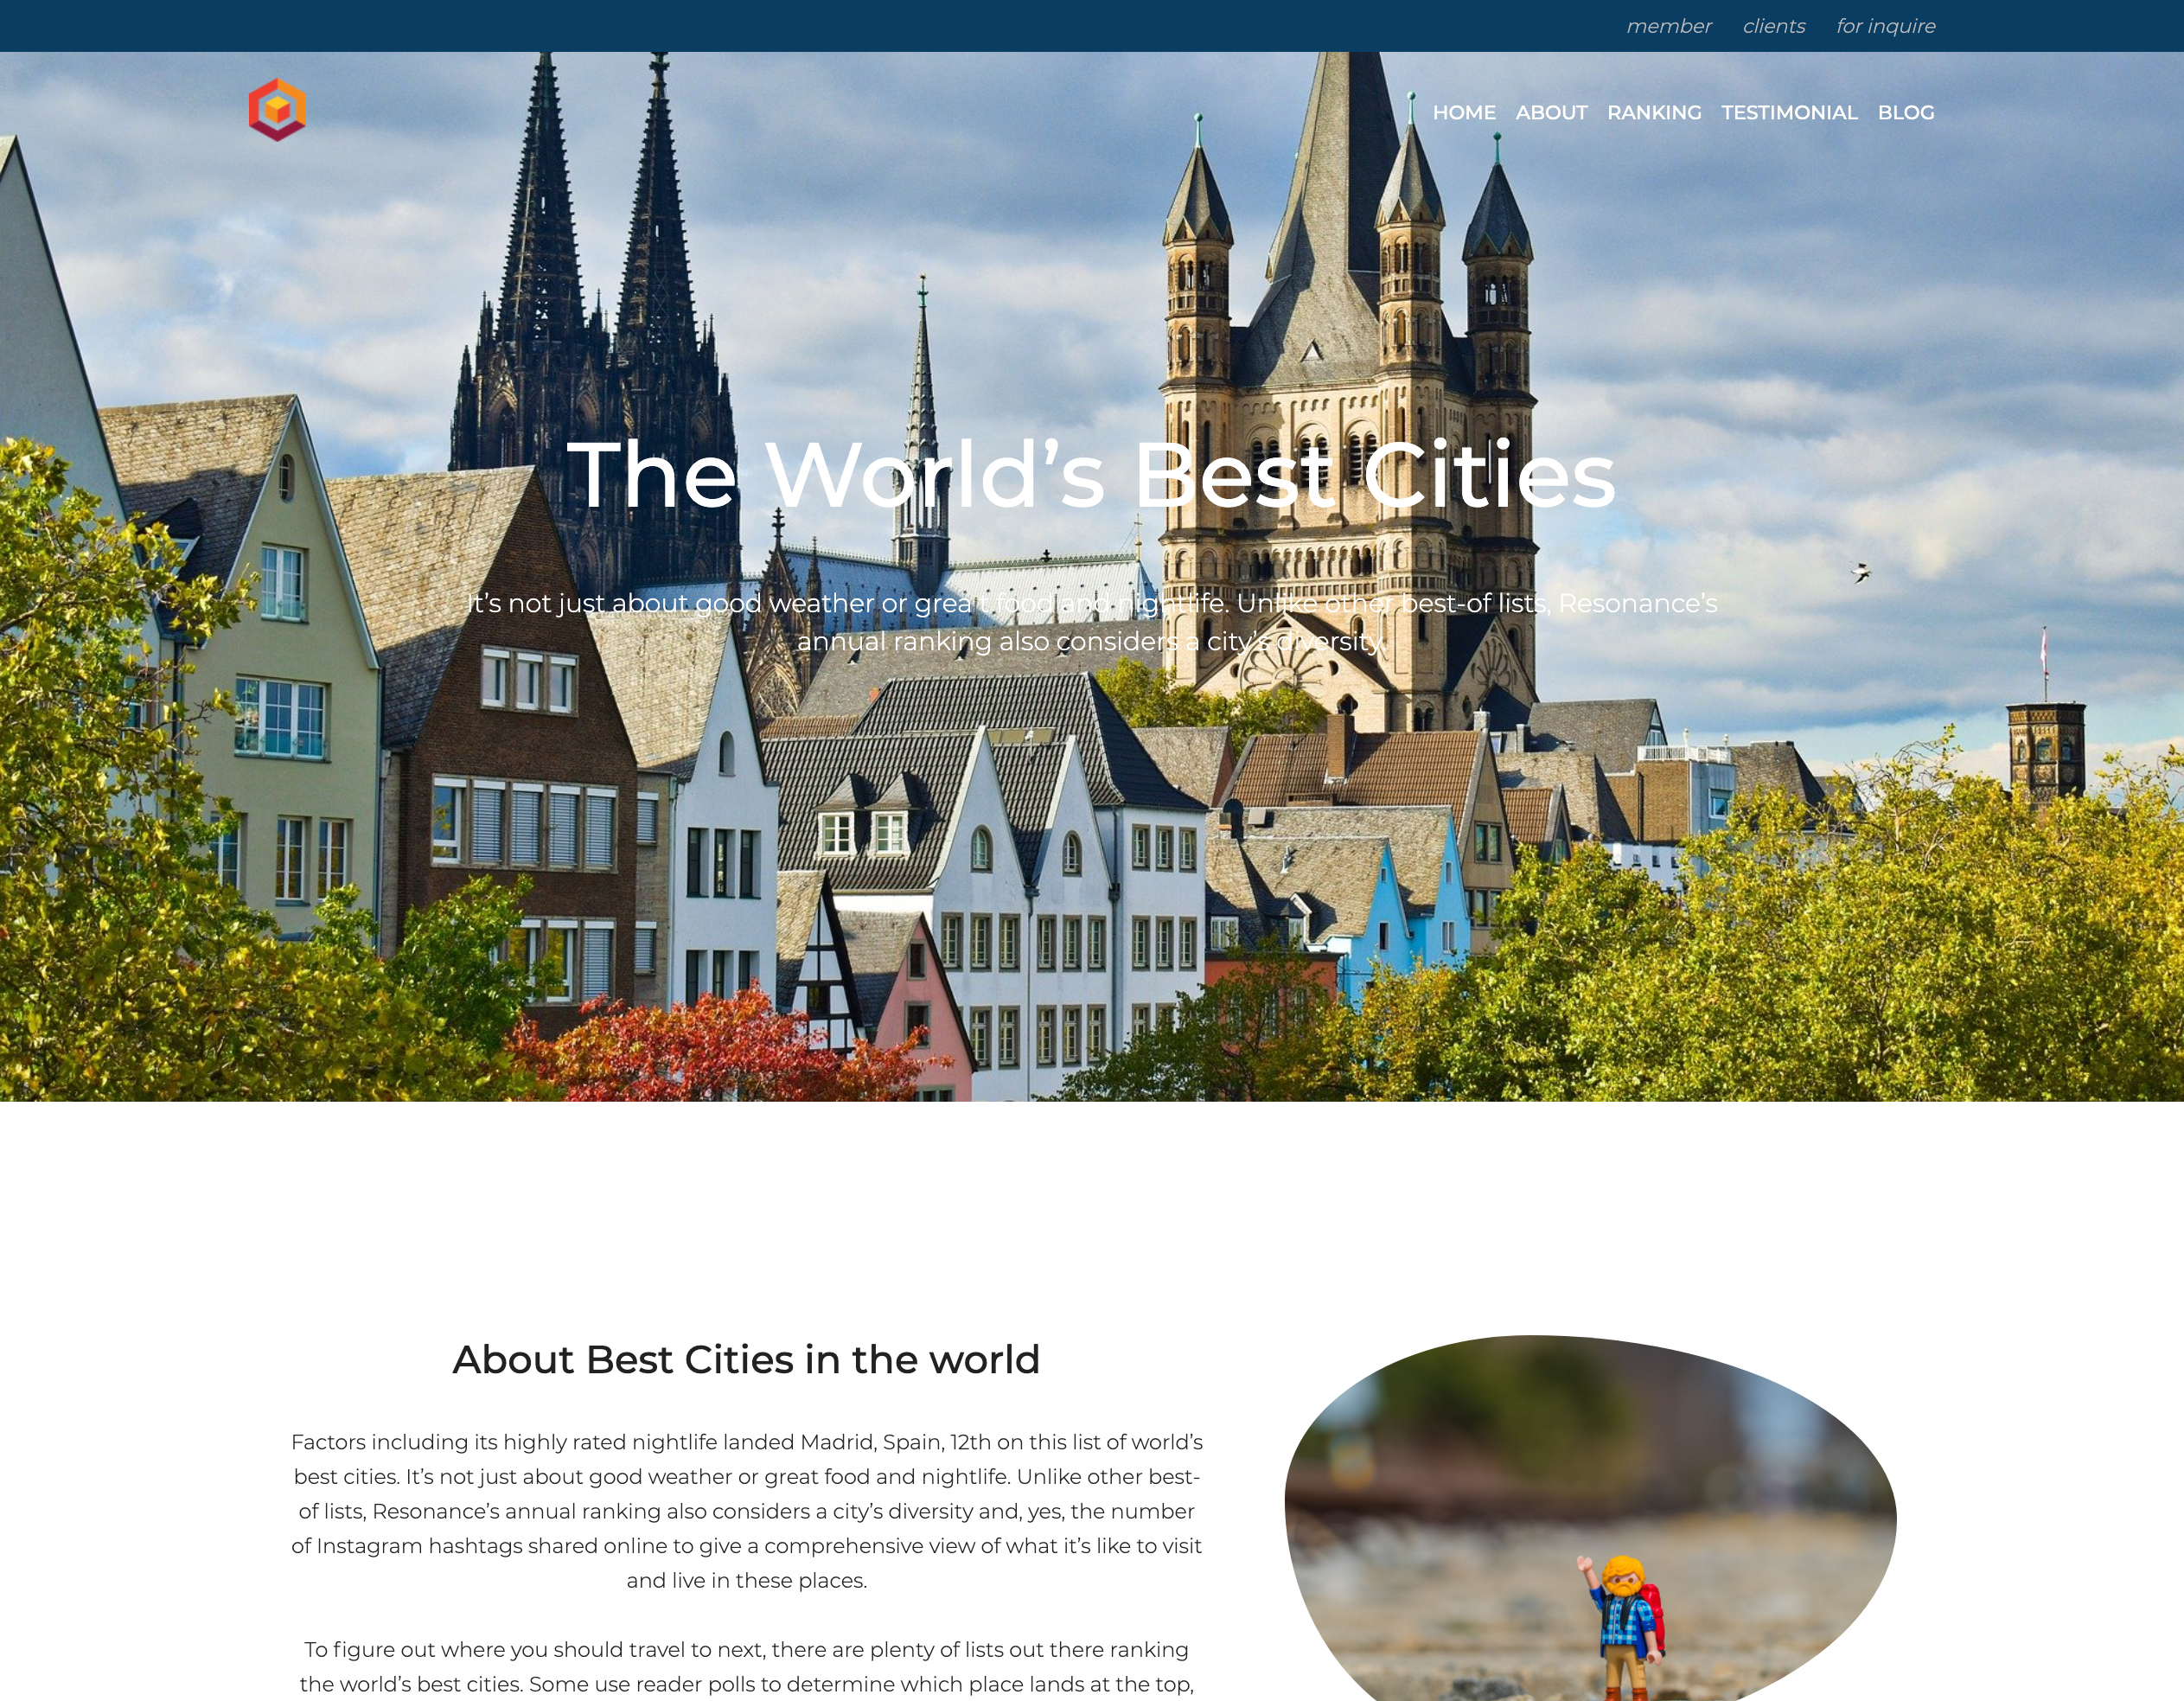 member clients for inquire
HOME ABOUT RANKING TESTIMONIAL BLOG
The World’s Best Cities
It’s not just about good weather or great food and nightlife. Unlike other best-of lists, Resonance’s
annual ranking also considers a city’s diversity.
About Best Cities in the world
Factors including its highly rated nightlife landed Madrid, Spain, 12th on this list of world’s
best cities. It’s not just about good weather or great food and nightlife. Unlike other best-
of lists, Resonance’s annual ranking also considers a city’s diversity and, yes, the number
of Instagram hashtags shared online to give a comprehensive view of what it’s like to visit
and live in these places.
To figure out where you should travel to next, there are plenty of lists out there ranking
the world’s best cities. Some use reader polls to determine which place lands at the top,